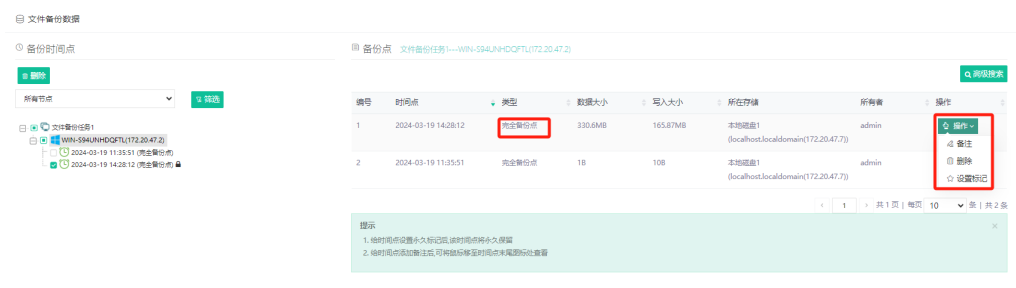 文件备份数据
备份时间点
删除
所有节点
筛选
文件备份任务1
WIN-S94UNHDQFTL(172.20.47.2)
2024-03-19 11:35:51 (完全备份点)
2024-03-19 14:28:12 (完全备份点)
备份点 文件备份任务1---WIN-S94UNHDQFTL(172.20.47.2)
高级搜索
编号 时间点 类型 数据大小 写入大小 所在存储 所有者 操作
1 2024-03-19 14:28:12 完全备份点 330.6MB 165.87MB 本地磁盘1 admin 操作
(localhost.localdomain(172.20.47.7))
备注
2 2024-03-19 11:35:51 完全备份点 1B 10B 本地磁盘1 admin
(localhost.localdomain(172.20.47.7))
删除
设置标记
‹ 1 › 共 1 页 | 每页 10 条 | 共 2 条
提示
1. 给时间点设置永久标记后,该时间点将永久保留
2. 给时间点添加备注后,可将鼠标移至时间点末尾图标处查看